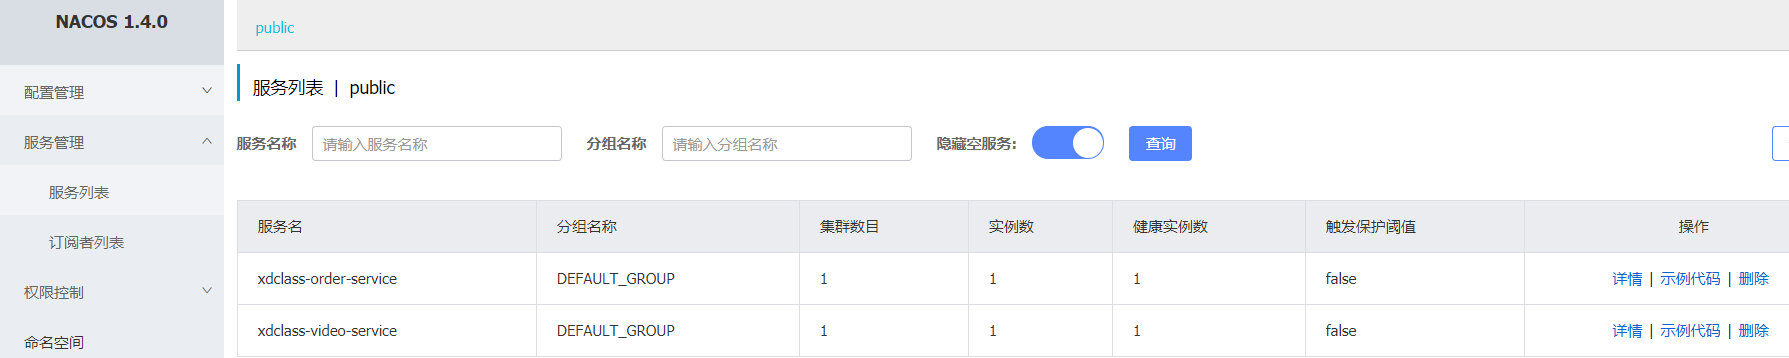 NACOS 1.4.0
public
配置管理
服务管理
服务列表
订阅者列表
权限控制
命名空间
服务列表 | public
服务名称 请输入服务名称 分组名称 请输入分组名称 隐藏空服务: 查询
服务名 分组名称 集群数目 实例数 健康实例数 触发保护阈值 操作
xdclass-order-service DEFAULT_GROUP 1 1 1 false 详情 | 示例代码 | 删除
xdclass-video-service DEFAULT_GROUP 1 1 1 false 详情 | 示例代码 | 删除